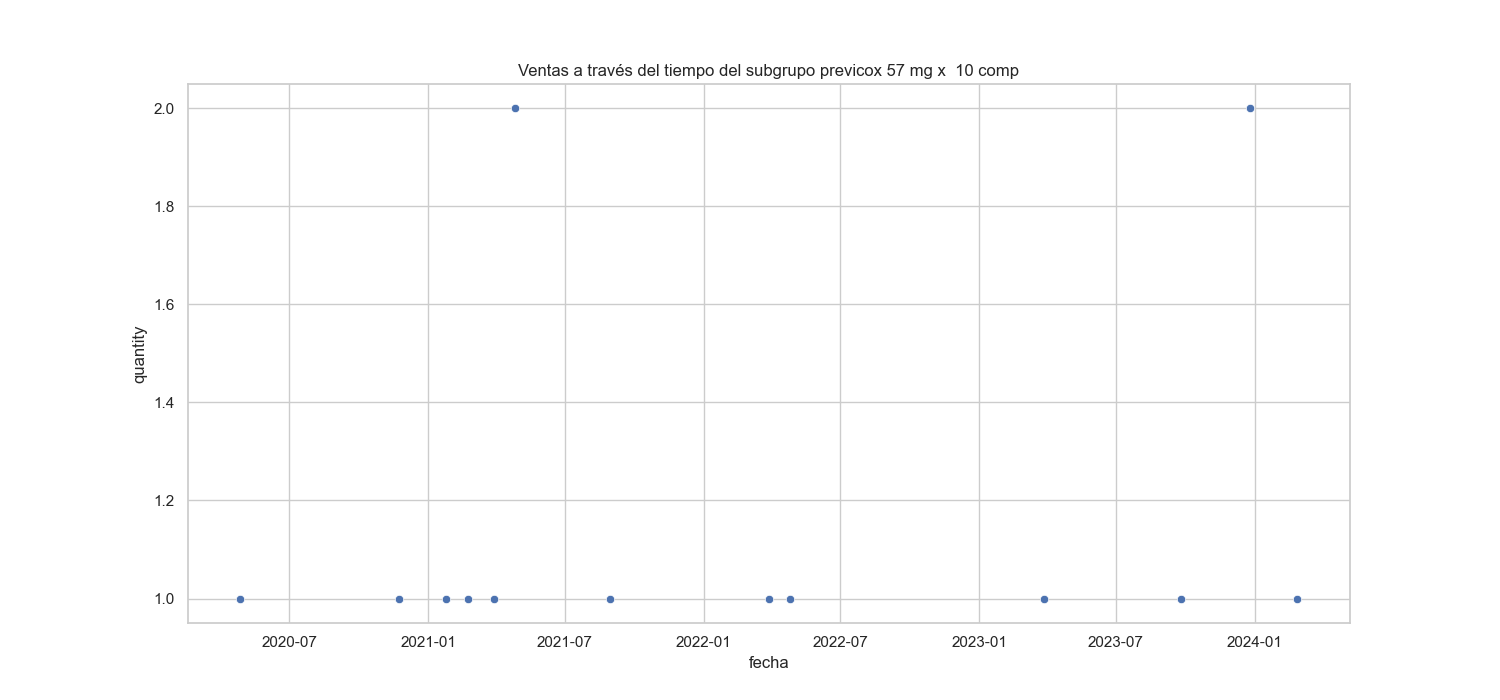 Ventas a través del tiempo del subgrupo previcox 57 mg x  10 comp
2.0
1.8
1.6
1.4
1.2
1.0
quantity
2020-07 2021-01 2021-07 2022-01 2022-07 2023-01 2023-07 2024-01
fecha